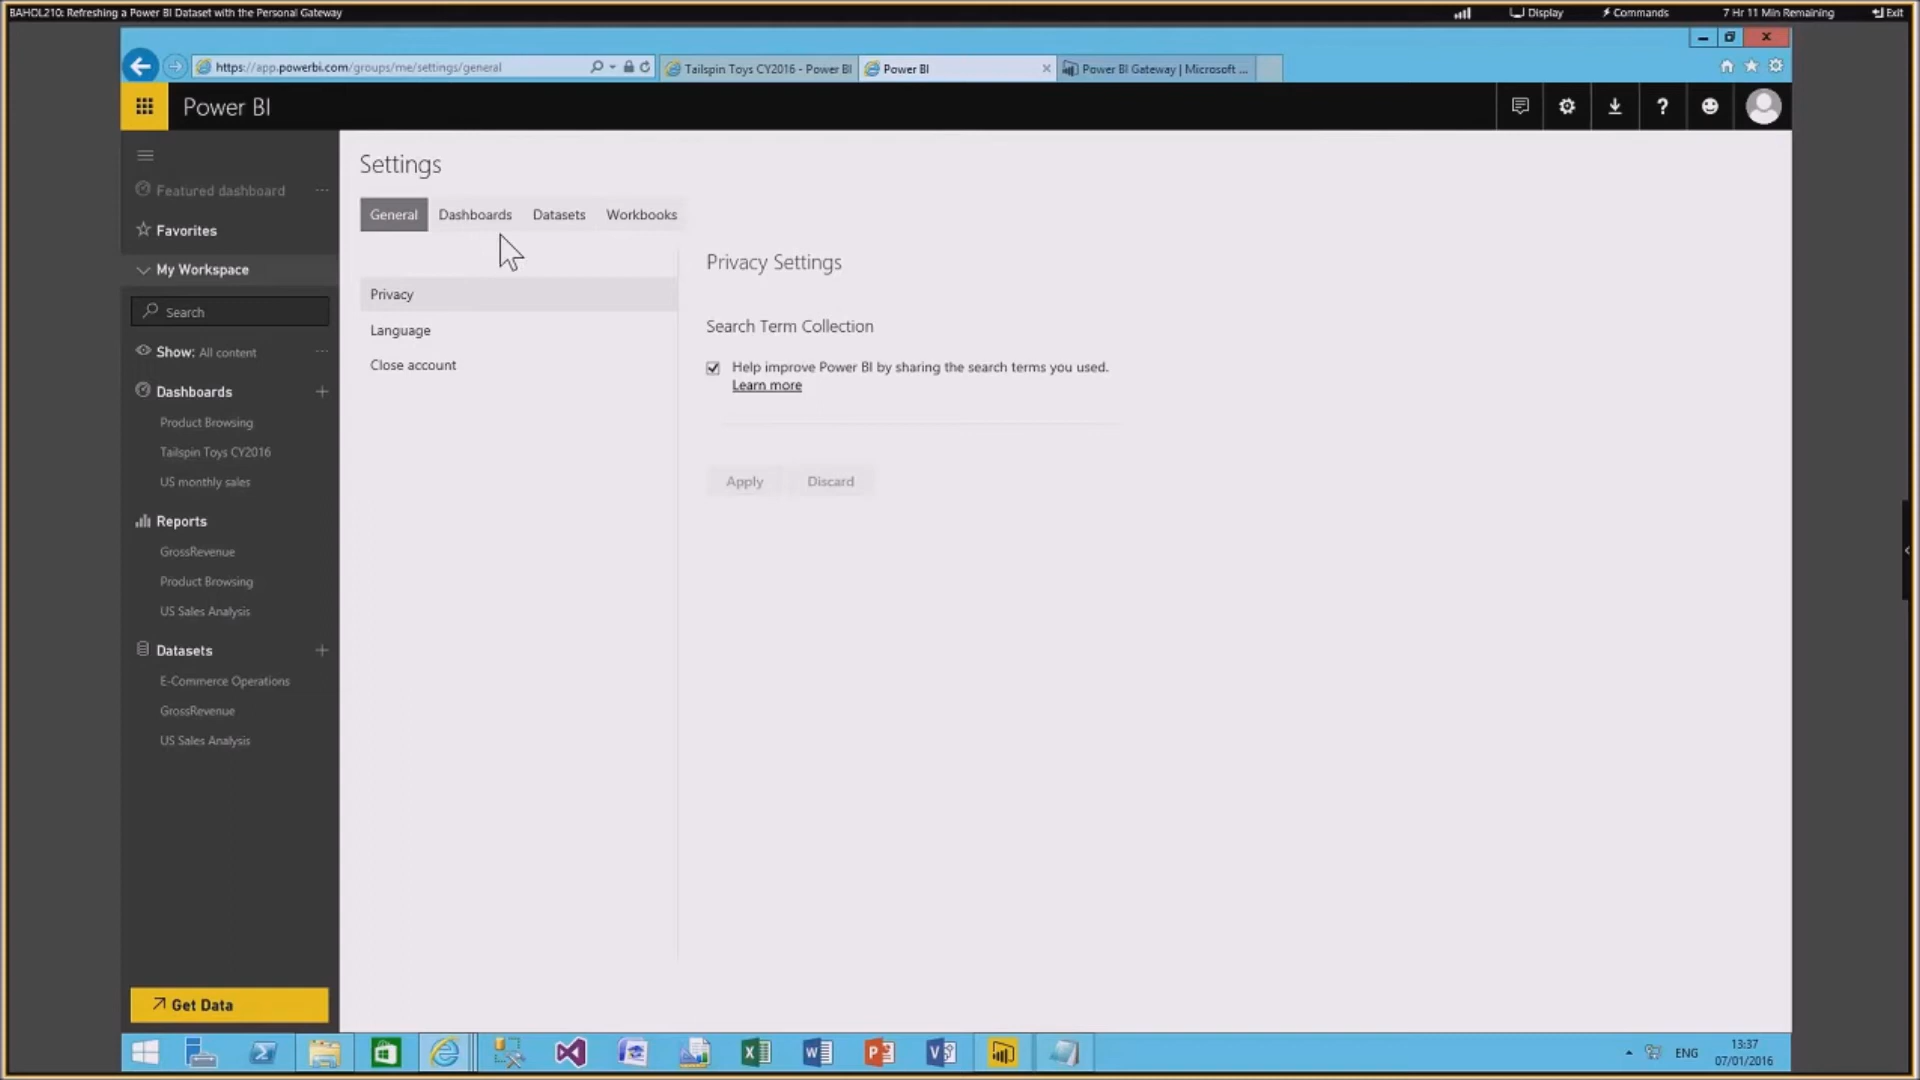 BAHOL210: Refreshing a Power BI Dataset with the Personal Gateway
Display
Commands
7 Hr 11 Min Remaining
Exit
https://app.powerbi.com/groups/me/settings/general
Tailspin Toys CY2016 - Power BI
Power BI
Power BI Gateway | Microsoft ...
Power BI
Settings
General
Dashboards
Datasets
Workbooks
Featured dashboard
Favorites
My Workspace
Search
Show: All content
Dashboards
Product Browsing
Tailspin Toys CY2016
US monthly sales
Reports
GrossRevenue
Product Browsing
US Sales Analysis
Datasets
E-Commerce Operations
GrossRevenue
US Sales Analysis
Get Data
Privacy
Language
Close account
Privacy Settings
Search Term Collection
Help improve Power BI by sharing the search terms you used.
Learn more
Apply
Discard
ENG
13:37
07/01/2016